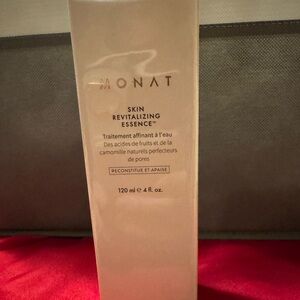 MONAT
SKIN
REVITALIZING
ESSENCE™
Traitement affinant à l'eau
Des acides de fruits et de la
camomille naturels perfecteurs
de pores
RECONSTITUE ET APAISE
120 ml ℮ 4 fl. oz.